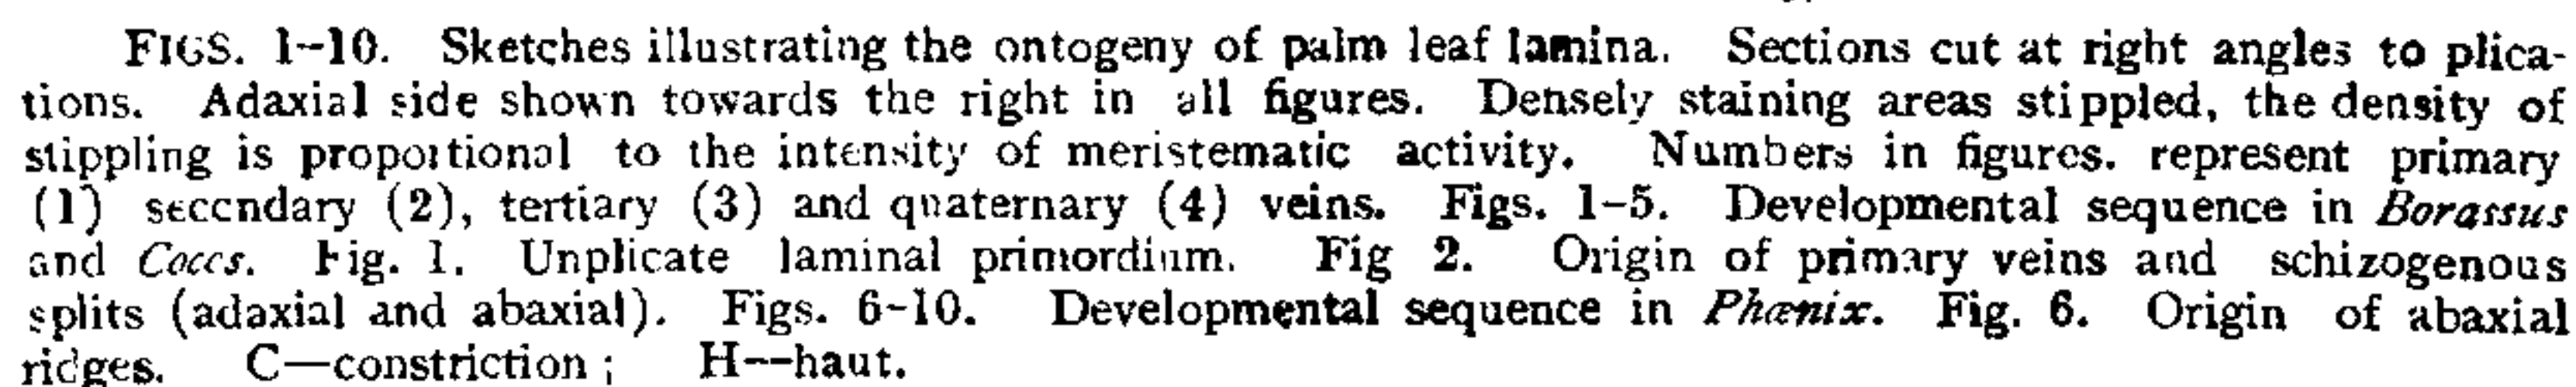 FIGS. 1–10. Sketches illustrating the ontogeny of palm leaf lamina. Sections cut at right angles to plica-
tions. Adaxial side shown towards the right in all figures. Densely staining areas stippled, the density of
stippling is proportional to the intensity of meristematic activity. Numbers in figures. represent primary
(1) secondary (2), tertiary (3) and quaternary (4) veins. Figs. 1–5. Developmental sequence in Borassus
and Cocos. Fig. 1. Unplicate laminal primordium. Fig 2. Origin of primary veins and schizogenous
splits (adaxial and abaxial). Figs. 6–10. Developmental sequence in Phœnix. Fig. 6. Origin of abaxial
ridges. C—constriction ; H—haut.